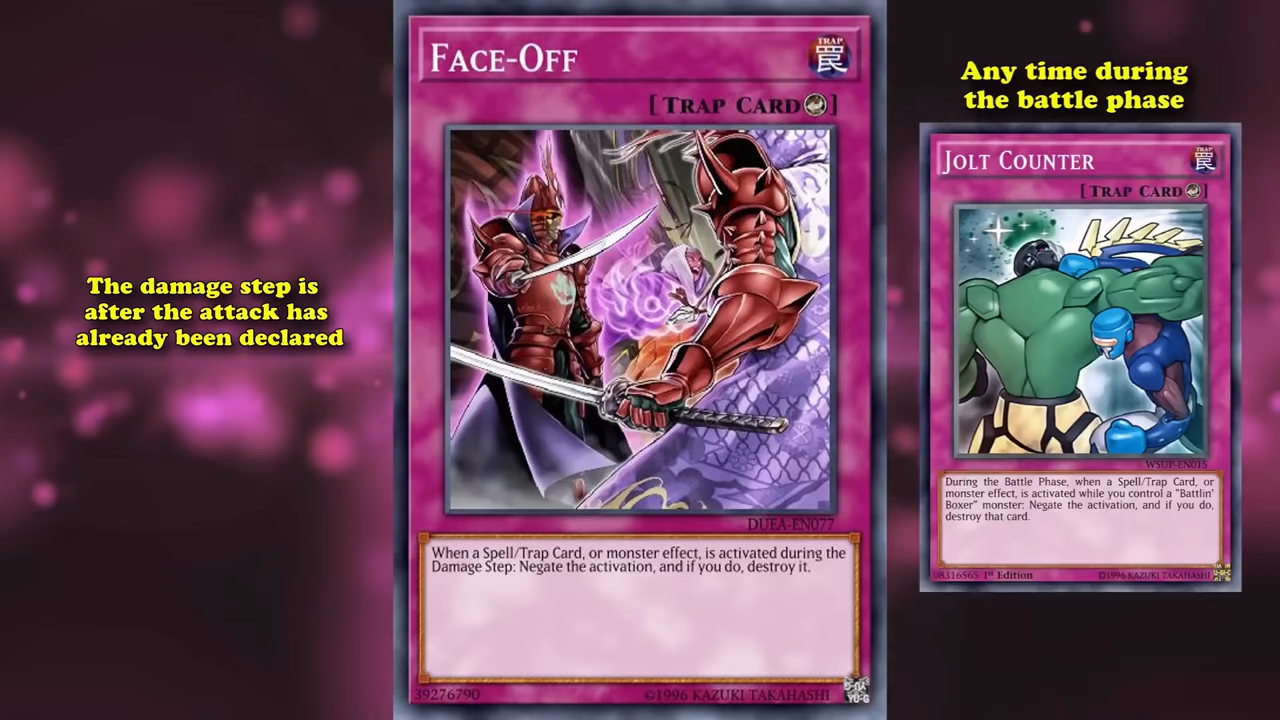 The damage step is
after the attack has
already been declared
FACE-OFF
TRAP
罠
[TRAP CARD]
DUEA-EN077
When a Spell/Trap Card, or monster effect, is activated during the
Damage Step: Negate the activation, and if you do, destroy it.
39276790
©1996 KAZUKI TAKAHASHI
Any time during
the battle phase
JOLT COUNTER
TRAP
罠
[TRAP CARD]
WSUP-EN015
During the Battle Phase, when a Spell/Trap Card, or
monster effect, is activated while you control a "Battlin'
Boxer" monster: Negate the activation, and if you do,
destroy that card.
08316565 1st Edition
©1996 KAZUKI TAKAHASHI